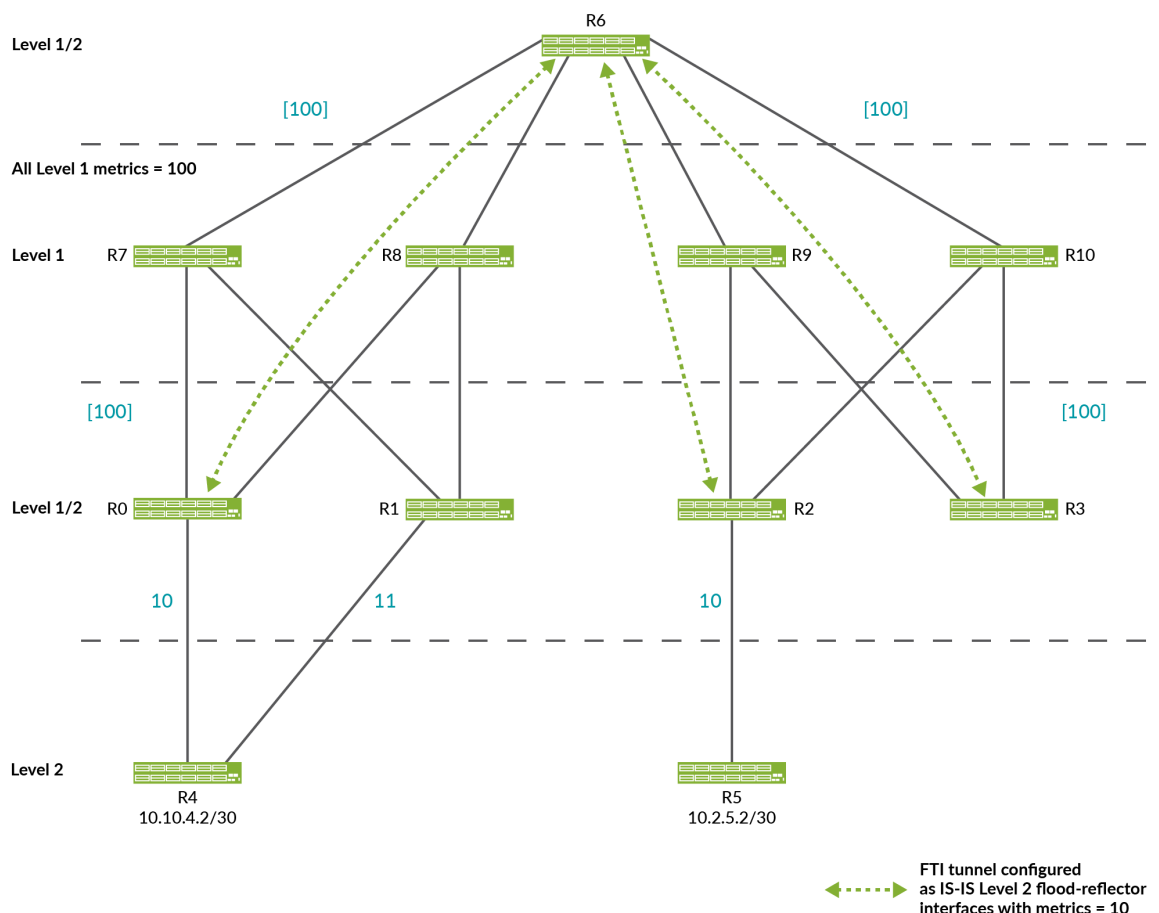 R6
Level 1/2
[100] [100]
All Level 1 metrics = 100
Level 1 R7 R8 R9 R10
[100] [100]
Level 1/2 R0 R1 R2 R3
10 11 10
Level 2
R4 R5
10.10.4.2/30 10.2.5.2/30
FTI tunnel configured
as IS-IS Level 2 flood-reflector
interfaces with metrics = 10